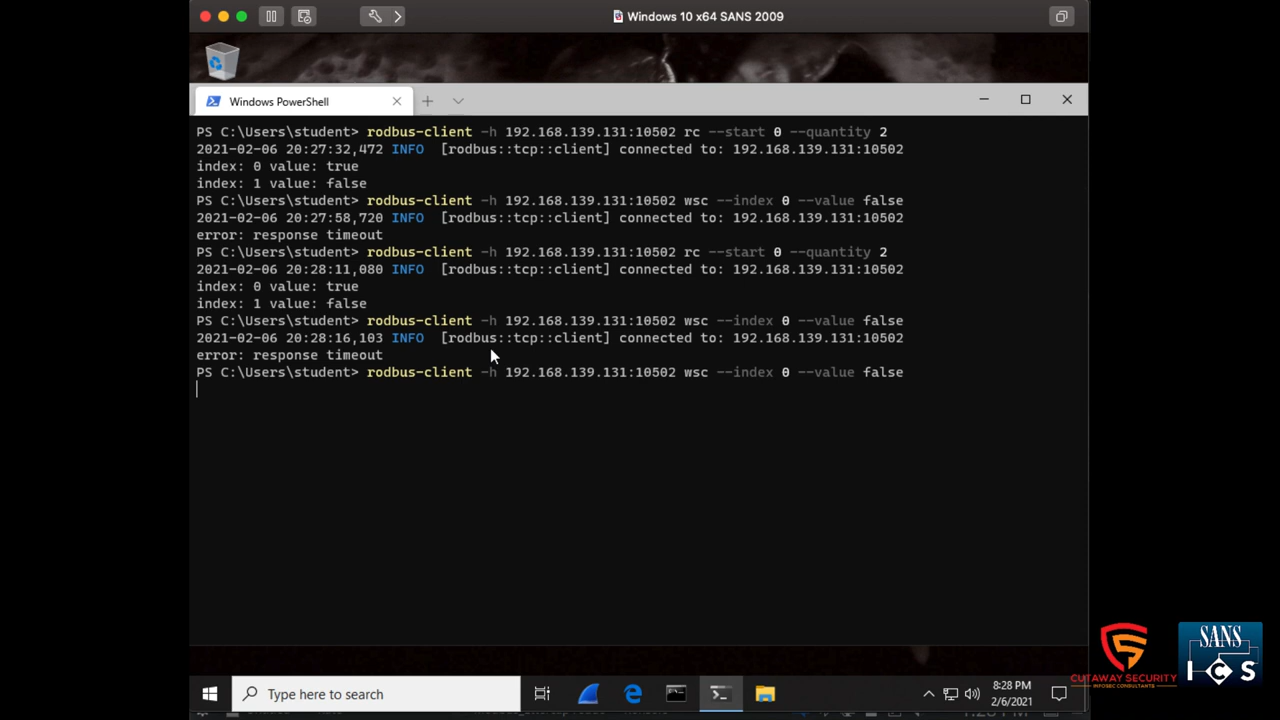 Windows 10 x64 SANS 2009
Windows PowerShell
PS C:\Users\student> rodbus-client -h 192.168.139.131:10502 rc --start 0 --quantity 2
2021-02-06 20:27:32,472 INFO [rodbus::tcp::client] connected to: 192.168.139.131:10502
index: 0 value: true
index: 1 value: false
PS C:\Users\student> rodbus-client -h 192.168.139.131:10502 wsc --index 0 --value false
2021-02-06 20:27:58,720 INFO [rodbus::tcp::client] connected to: 192.168.139.131:10502
error: response timeout
PS C:\Users\student> rodbus-client -h 192.168.139.131:10502 rc --start 0 --quantity 2
2021-02-06 20:28:11,080 INFO [rodbus::tcp::client] connected to: 192.168.139.131:10502
index: 0 value: true
index: 1 value: false
PS C:\Users\student> rodbus-client -h 192.168.139.131:10502 wsc --index 0 --value false
2021-02-06 20:28:16,103 INFO [rodbus::tcp::client] connected to: 192.168.139.131:10502
error: response timeout
PS C:\Users\student> rodbus-client -h 192.168.139.131:10502 wsc --index 0 --value false
Type here to search
8:28 PM
2/6/2021
CUTAWAY SECURITY
INFOSEC CONSULTANTS
SANS
ICS